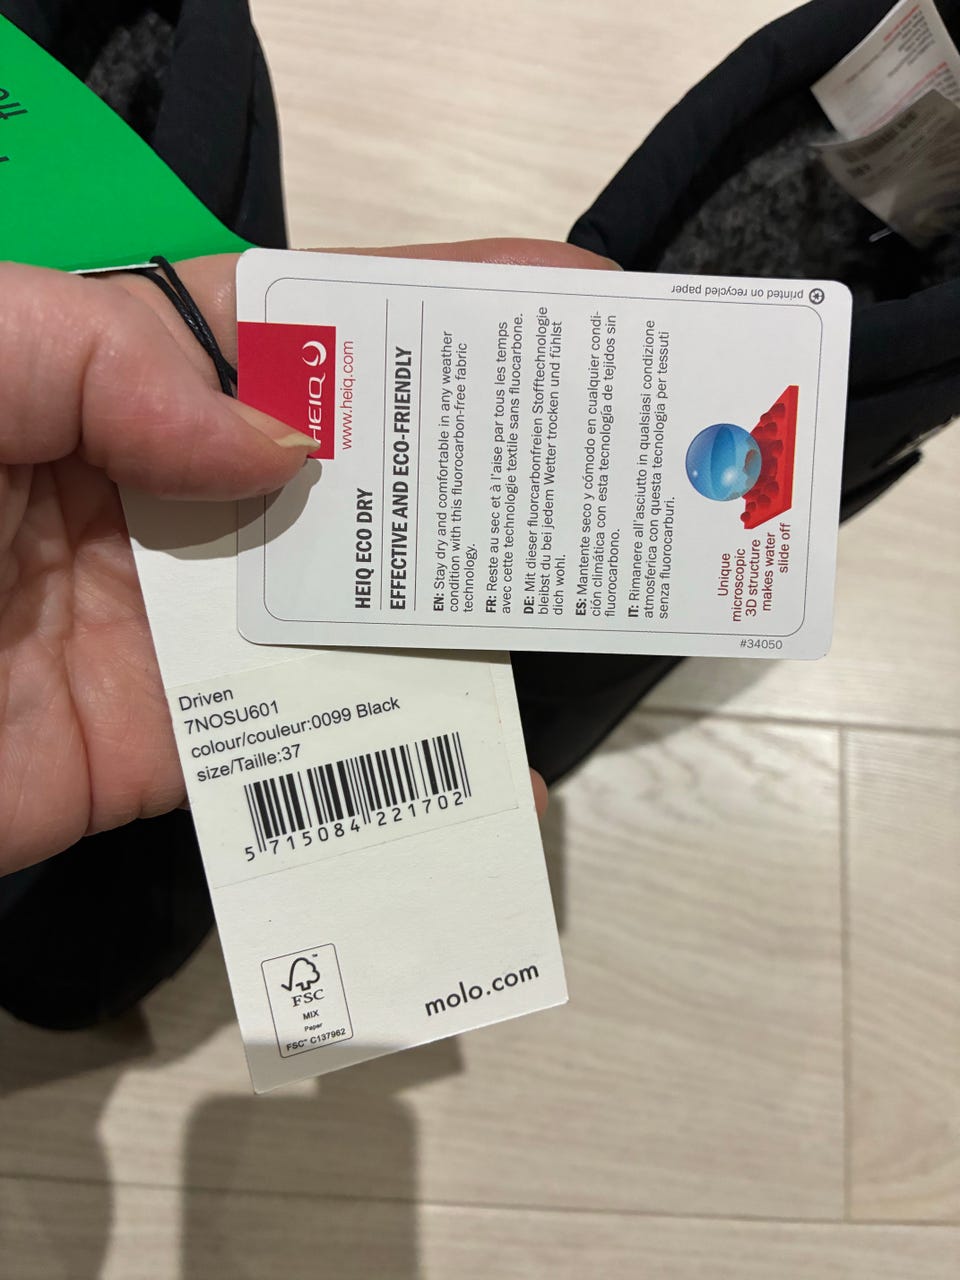 HEIQ
www.heiq.com
HEIQ ECO DRY
EFFECTIVE AND ECO-FRIENDLY
EN: Stay dry and comfortable in any weather
condition with this fluorocarbon-free fabric
technology.
FR: Reste au sec et à l'aise par tous les temps
avec cette technologie textile sans fluocarbone.
DE: Mit dieser fluorcarbonfreien Stofftechnologie
bleibst du bei jedem Wetter trocken und fühlst
dich wohl.
ES: Mantente seco y cómodo en cualquier condi-
ción climática con esta tecnología de tejidos sin
fluorocarbono.
IT: Rimanere all'asciutto in qualsiasi condizione
atmosferica con questa tecnologia per tessuti
senza fluorocarburi.
Unique
microscopic
3D structure
makes water
slide off
printed on recycled paper
#34050
Driven
7NOSU601
colour/couleur:0099 Black
size/Taille:37
5 715084 221702
FSC™
MIX
Paper
FSC™ C137962
molo.com